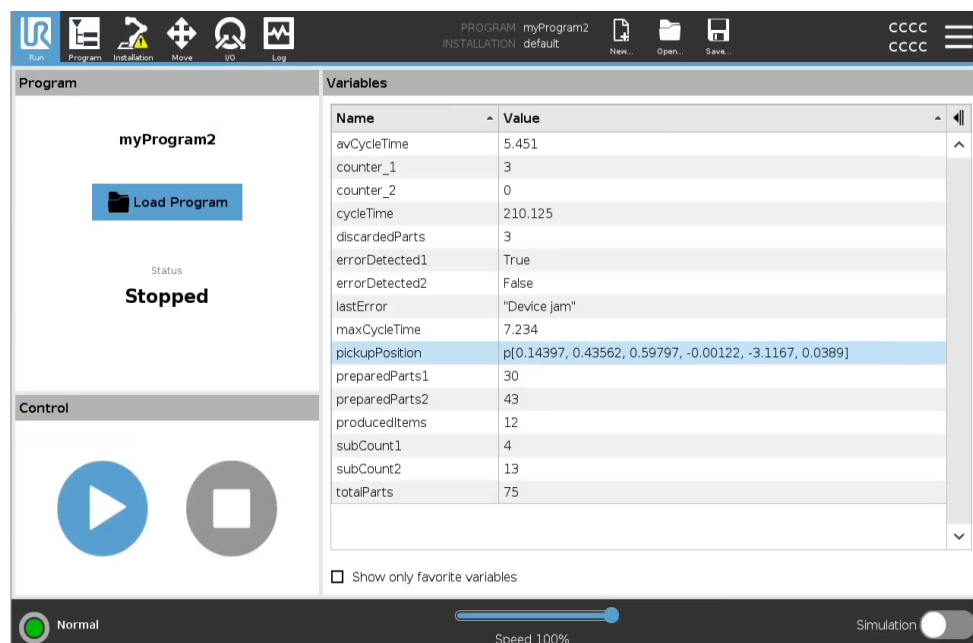 UR
PROGRAM myProgram2
INSTALLATION default
CCCC
CCCC
Run Program Installation Move I/O Log New... Open... Save...
Program
myProgram2
Load Program
Status
Stopped
Control
Variables
Name Value
avCycleTime 5.451
counter_1 3
counter_2 0
cycleTime 210.125
discardedParts 3
errorDetected1 True
errorDetected2 False
lastError "Device jam"
maxCycleTime 7.234
pickupPosition p[0.14397, 0.43562, 0.59797, -0.00122, -3.1167, 0.0389]
preparedParts1 30
preparedParts2 43
producedItems 12
subCount1 4
subCount2 13
totalParts 75
Show only favorite variables
Normal
Speed 100%
Simulation